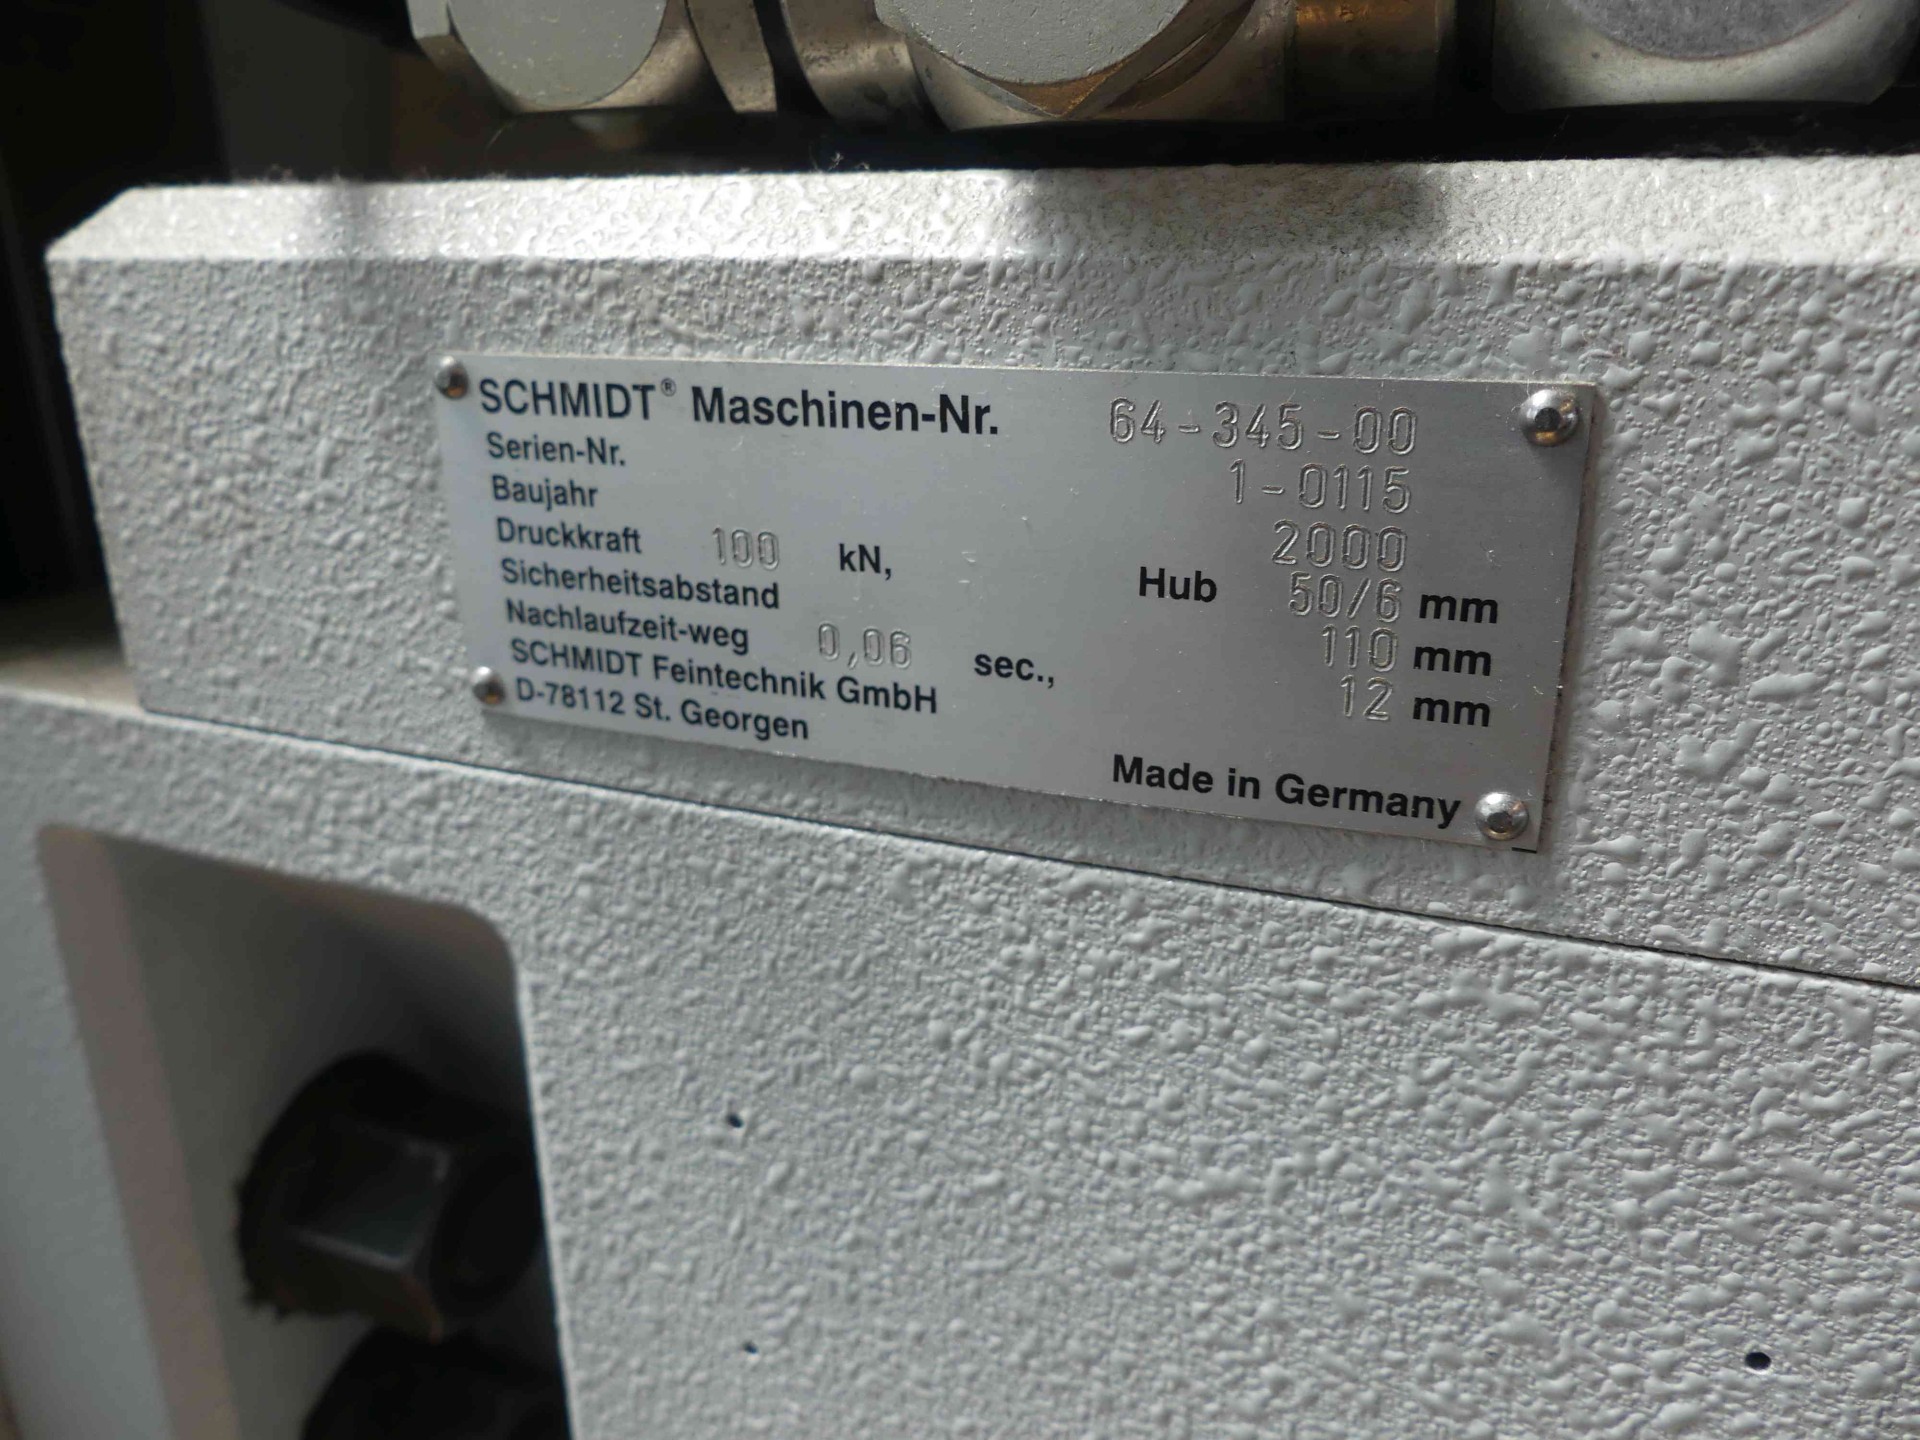 SCHMIDT® Maschinen-Nr. 64-345-00
Serien-Nr. 1-0115
Baujahr 2000
Druckkraft 100 kN, Hub 50/6 mm
Sicherheitsabstand 110 mm
Nachlaufzeit-weg 0,06 sec., 12 mm
SCHMIDT Feintechnik GmbH
D-78112 St. Georgen
Made in Germany